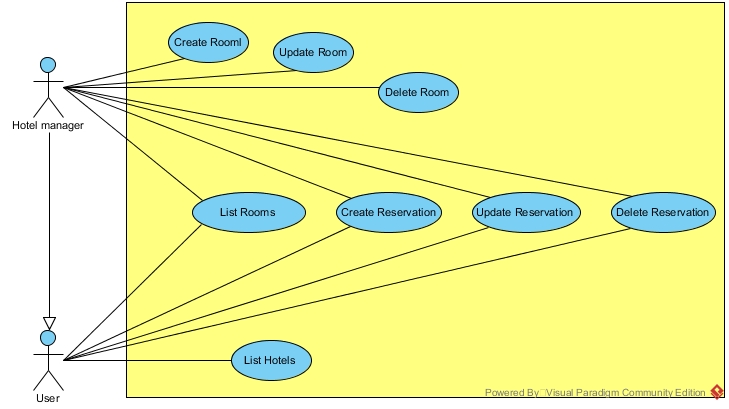 Create Rooml
Update Room
Delete Room
Hotel manager
List Rooms
Create Reservation
Update Reservation
Delete Reservation
List Hotels
User
Powered By Visual Paradigm Community Edition